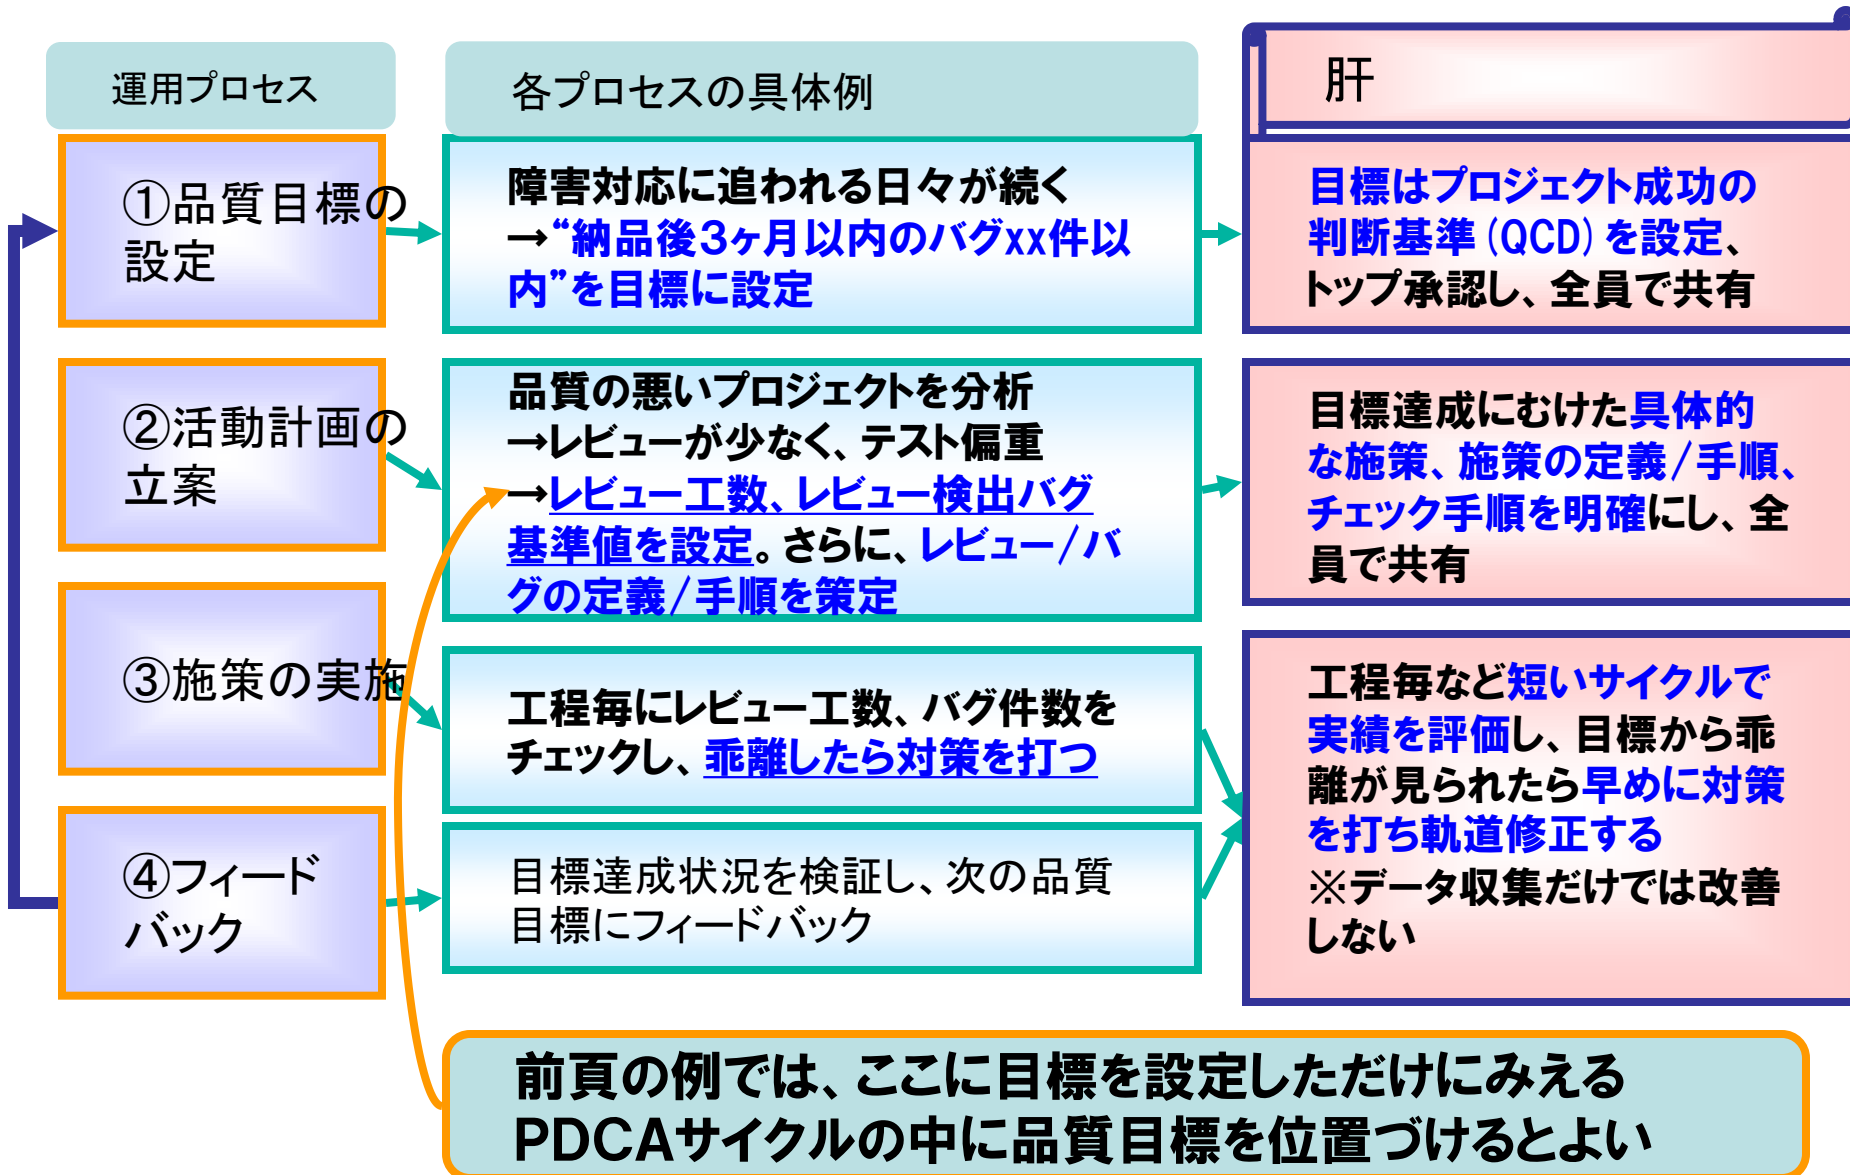 運用プロセス
各プロセスの具体例
肝
①品質目標の
設定
障害対応に追われる日々が続く
→“納品後3ヶ月以内のバグxx件以
内”を目標に設定
目標はプロジェクト成功の
判断基準(QCD)を設定、
トップ承認し、全員で共有
②活動計画の
立案
品質の悪いプロジェクトを分析
→レビューが少なく、テスト偏重
→レビュー工数、レビュー検出バグ
基準値を設定。さらに、レビュー/バ
グの定義/手順を策定
目標達成にむけた具体的
な施策、施策の定義/手順、
チェック手順を明確にし、全
員で共有
③施策の実施
工程毎にレビュー工数、バグ件数を
チェックし、乖離したら対策を打つ
工程毎など短いサイクルで
実績を評価し、目標から乖
離が見られたら早めに対策
を打ち軌道修正する
※データ収集だけでは改善
しない
④フィード
バック
目標達成状況を検証し、次の品質
目標にフィードバック
前頁の例では、ここに目標を設定しただけにみえる
PDCAサイクルの中に品質目標を位置づけるとよい